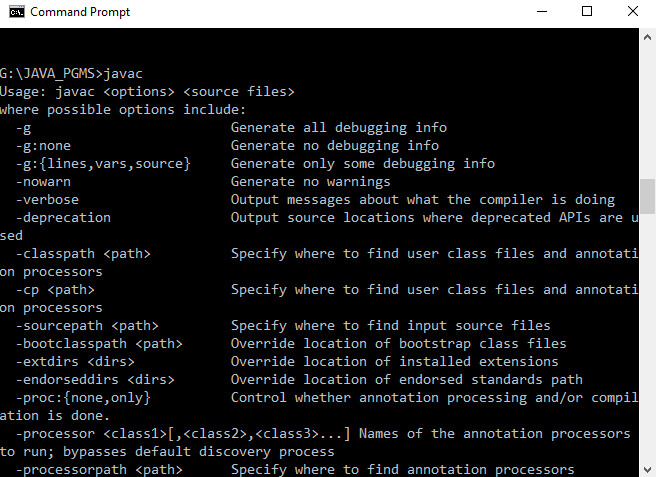 Command Prompt
G:\JAVA_PGMS>javac
Usage: javac <options> <source files>
where possible options include:
  -g                         Generate all debugging info
  -g:none                    Generate no debugging info
  -g:{lines,vars,source}     Generate only some debugging info
  -nowarn                    Generate no warnings
  -verbose                   Output messages about what the compiler is doing
  -deprecation               Output source locations where deprecated APIs are u
sed
  -classpath <path>          Specify where to find user class files and annotati
on processors
  -cp <path>                 Specify where to find user class files and annotati
on processors
  -sourcepath <path>         Specify where to find input source files
  -bootclasspath <path>      Override location of bootstrap class files
  -extdirs <dirs>            Override location of installed extensions
  -endorseddirs <dirs>       Override location of endorsed standards path
  -proc:{none,only}          Control whether annotation processing and/or compil
ation is done.
  -processor <class1>[,<class2>,<class3>...] Names of the annotation processors
to run; bypasses default discovery process
  -processorpath <path>      Specify where to find annotation processors